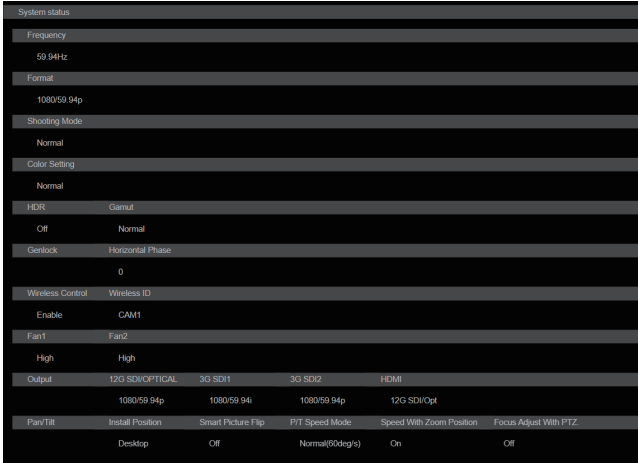 System status
Frequency
59.94Hz
Format
1080/59.94p
Shooting Mode
Normal
Color Setting
Normal
HDR Gamut
Off Normal
Genlock Horizontal Phase
0
Wireless Control Wireless ID
Enable CAM1
Fan1 Fan2
High High
Output 12G SDI/OPTICAL 3G SDI1 3G SDI2 HDMI
1080/59.94p 1080/59.94i 1080/59.94p 12G SDI/Opt
Pan/Tilt Install Position Smart Picture Flip P/T Speed Mode Speed With Zoom Position Focus Adjust With PTZ.
Desktop Off Normal(60deg/s) On Off